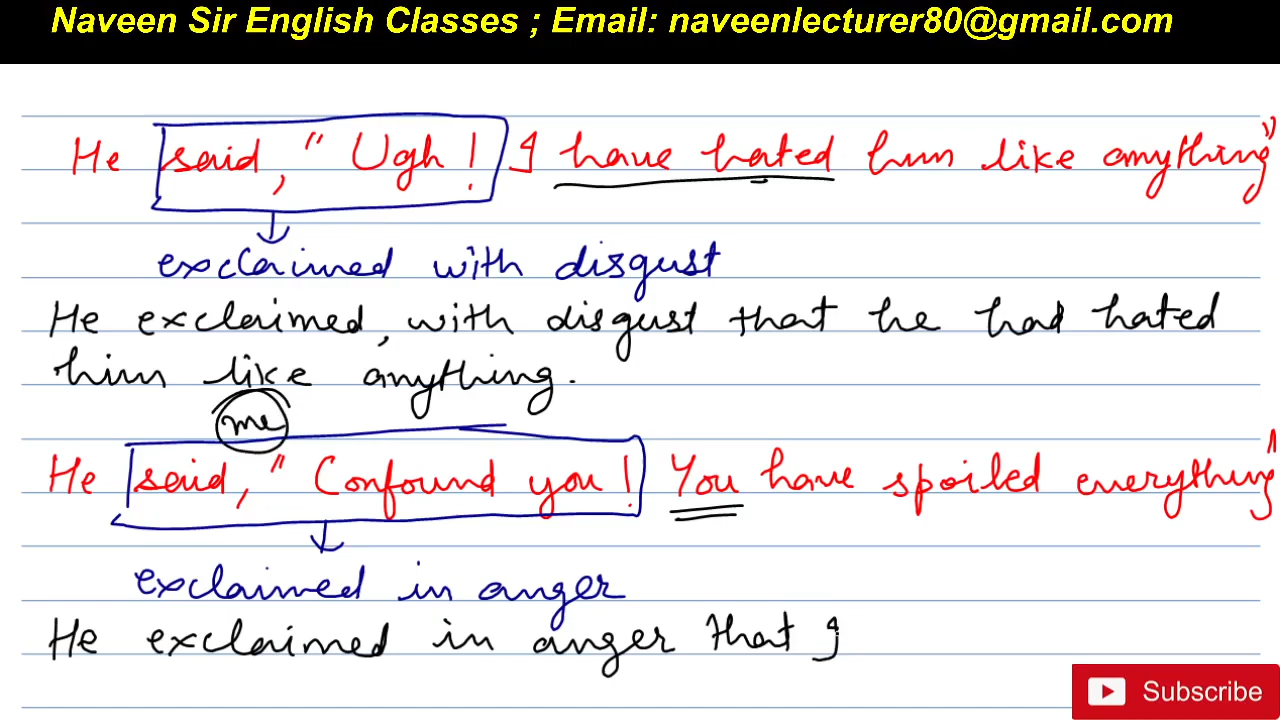 Naveen Sir English Classes ; Email: naveenlecturer80@gmail.com
He said, " Ugh! I have hated him like anything"
exclaimed with disgust
He exclaimed, with disgust that he had hated
him like anything.
me
He said, " Confound you! You have spoiled everything"
exclaimed in anger
He exclaimed in anger that I
Subscribe